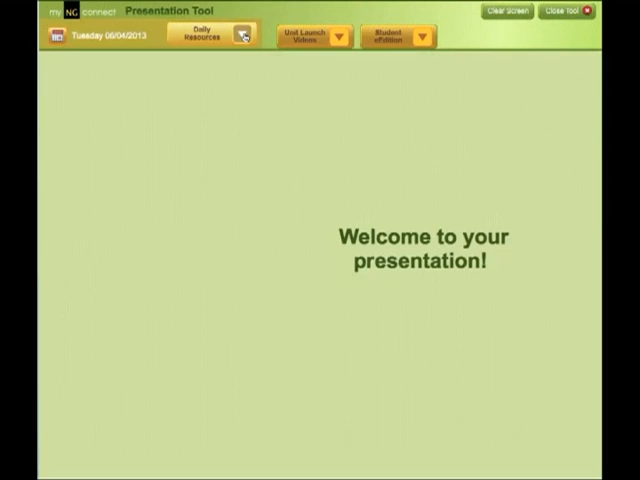 my NG connect Presentation Tool
Clear Screen
Close Tool
Tuesday 06/04/2013
Daily
Resources
Unit Launch
Videos
Student
eEdition
Welcome to your
presentation!